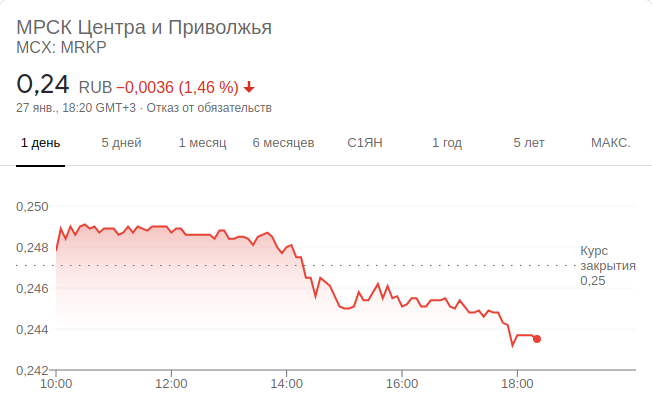 МРСК Центра и Приволжья
MCX: MRKP
0,24 RUB −0,0036 (1,46 %)
27 янв., 18:20 GMT+3 · Отказ от обязательств
1 день 5 дней 1 месяц 6 месяцев С1ЯН 1 год 5 лет МАКС.
0,250
0,248
Курс
закрытия
0,25
0,246
0,244
0,242
10:00 12:00 14:00 16:00 18:00